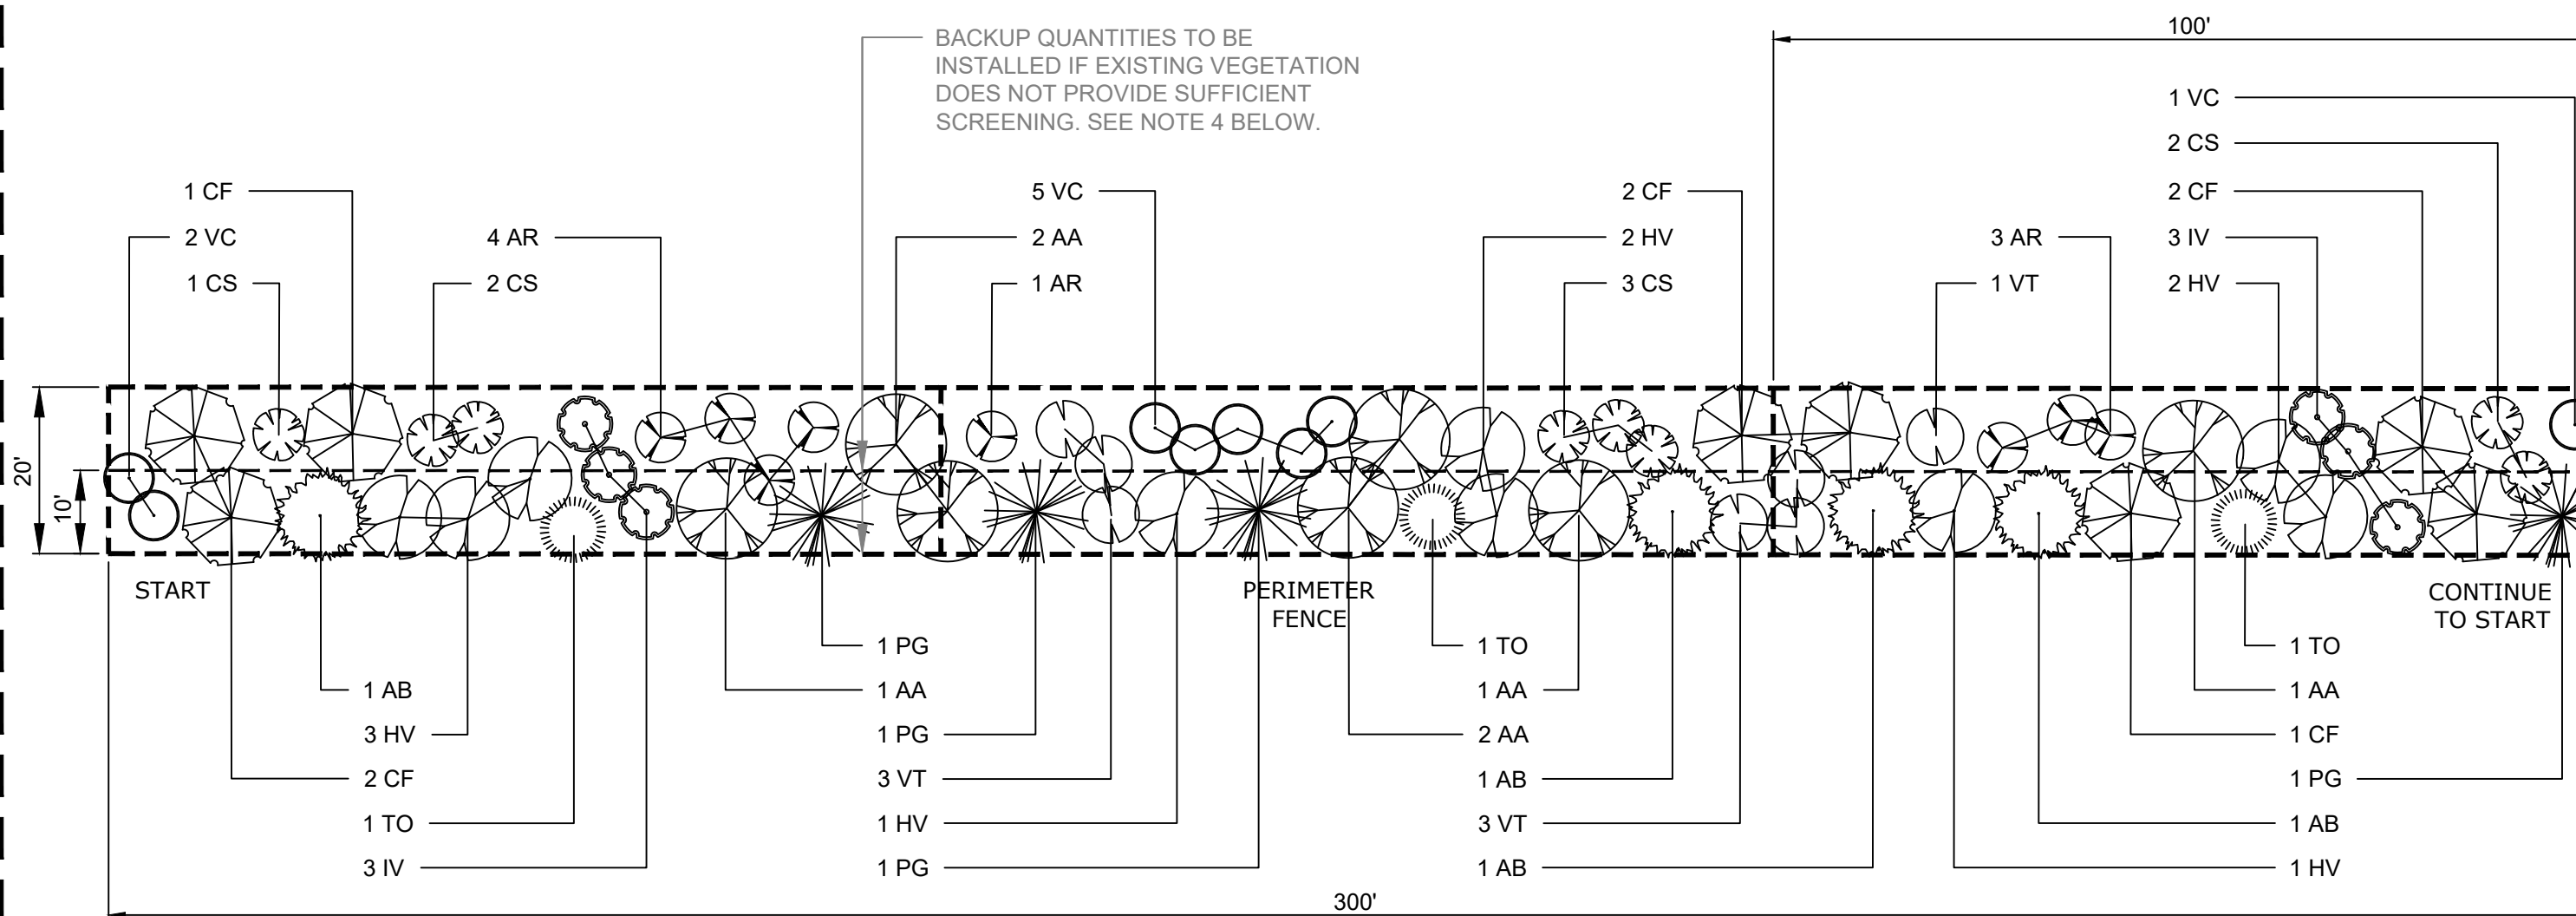 BACKUP QUANTITIES TO BE
INSTALLED IF EXISTING VEGETATION
DOES NOT PROVIDE SUFFICIENT
SCREENING. SEE NOTE 4 BELOW.
100'
1 VC
2 CS
1 CF
5 VC
2 CF
2 CF
2 VC
4 AR
2 AA
2 HV
3 AR
3 IV
1 CS
2 CS
1 AR
3 CS
1 VT
2 HV
20'
10'
START
PERIMETER
FENCE
CONTINUE
TO START
1 PG
1 TO
1 TO
1 AB
1 AA
1 AA
1 AA
3 HV
1 PG
2 AA
1 CF
2 CF
3 VT
1 AB
1 PG
1 TO
1 HV
3 VT
1 AB
3 IV
1 PG
1 AB
1 HV
300'